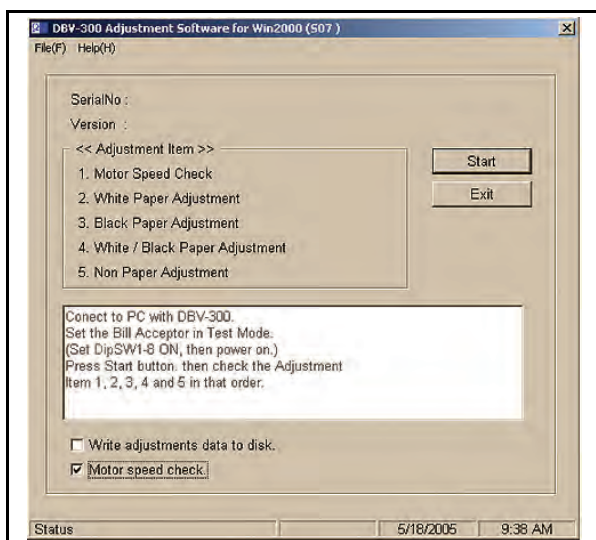 DBV-300 Adjustment Software for Win2000 (S07 )
File(F) Help(H)
SerialNo :
Version :
<< Adjustment Item >>
1. Motor Speed Check
2. White Paper Adjustment
3. Black Paper Adjustment
4. White / Black Paper Adjustment
5. Non Paper Adjustment
Start
Exit
Conect to PC with DBV-300.
Set the Bill Acceptor in Test Mode.
(Set DipSW1-8 ON, then power on.)
Press Start button. then check the Adjustment
Item 1, 2, 3, 4 and 5 in that order.
Write adjustments data to disk.
Motor speed check.
Status 5/18/2005 9:38 AM